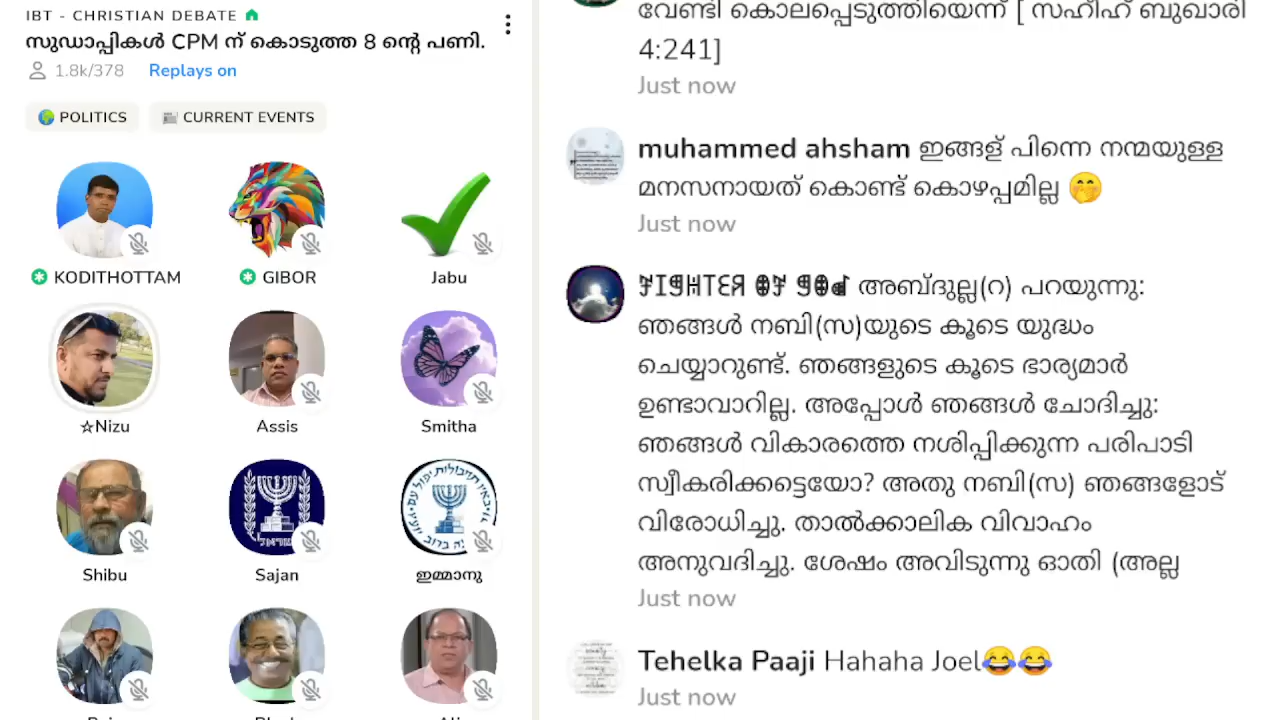 IBT - CHRISTIAN DEBATE
സുഡാപ്പികൾ CPM ന് കൊടുത്ത 8 ന്റെ പണി.
1.8k/378 Replays on
POLITICS CURRENT EVENTS
KODITHOTTAM GIBOR Jabu
☆Nizu Assis Smitha
Shibu Sajan ഇമ്മാനു
വേണ്ടി കൊലപ്പെടുത്തിയെന്ന് [ സഹീഹ് ബുഖാരി
4:241]
Just now
muhammed ahsham ഇങ്ങള് പിന്നെ നന്മയുള്ള
മനസനായത് കൊണ്ട് കൊഴപ്പമില്ല 🤭
Just now
FIGHTER OF GOD അബ്ദുല്ല(റ) പറയുന്നു:
ഞങ്ങൾ നബി(സ)യുടെ കൂടെ യുദ്ധം
ചെയ്യാറുണ്ട്. ഞങ്ങളുടെ കൂടെ ഭാര്യമാർ
ഉണ്ടാവാറില്ല. അപ്പോൾ ഞങ്ങൾ ചോദിച്ചു:
ഞങ്ങൾ വികാരത്തെ നശിപ്പിക്കുന്ന പരിപാടി
സ്വീകരിക്കട്ടെയോ? അതു നബി(സ) ഞങ്ങളോട്
വിരോധിച്ചു. താൽക്കാലിക വിവാഹം
അനുവദിച്ചു. ശേഷം അവിടുന്നു ഓതി (അല്ല
Just now
Tehelka Paaji Hahaha Joel😂😂
Just now